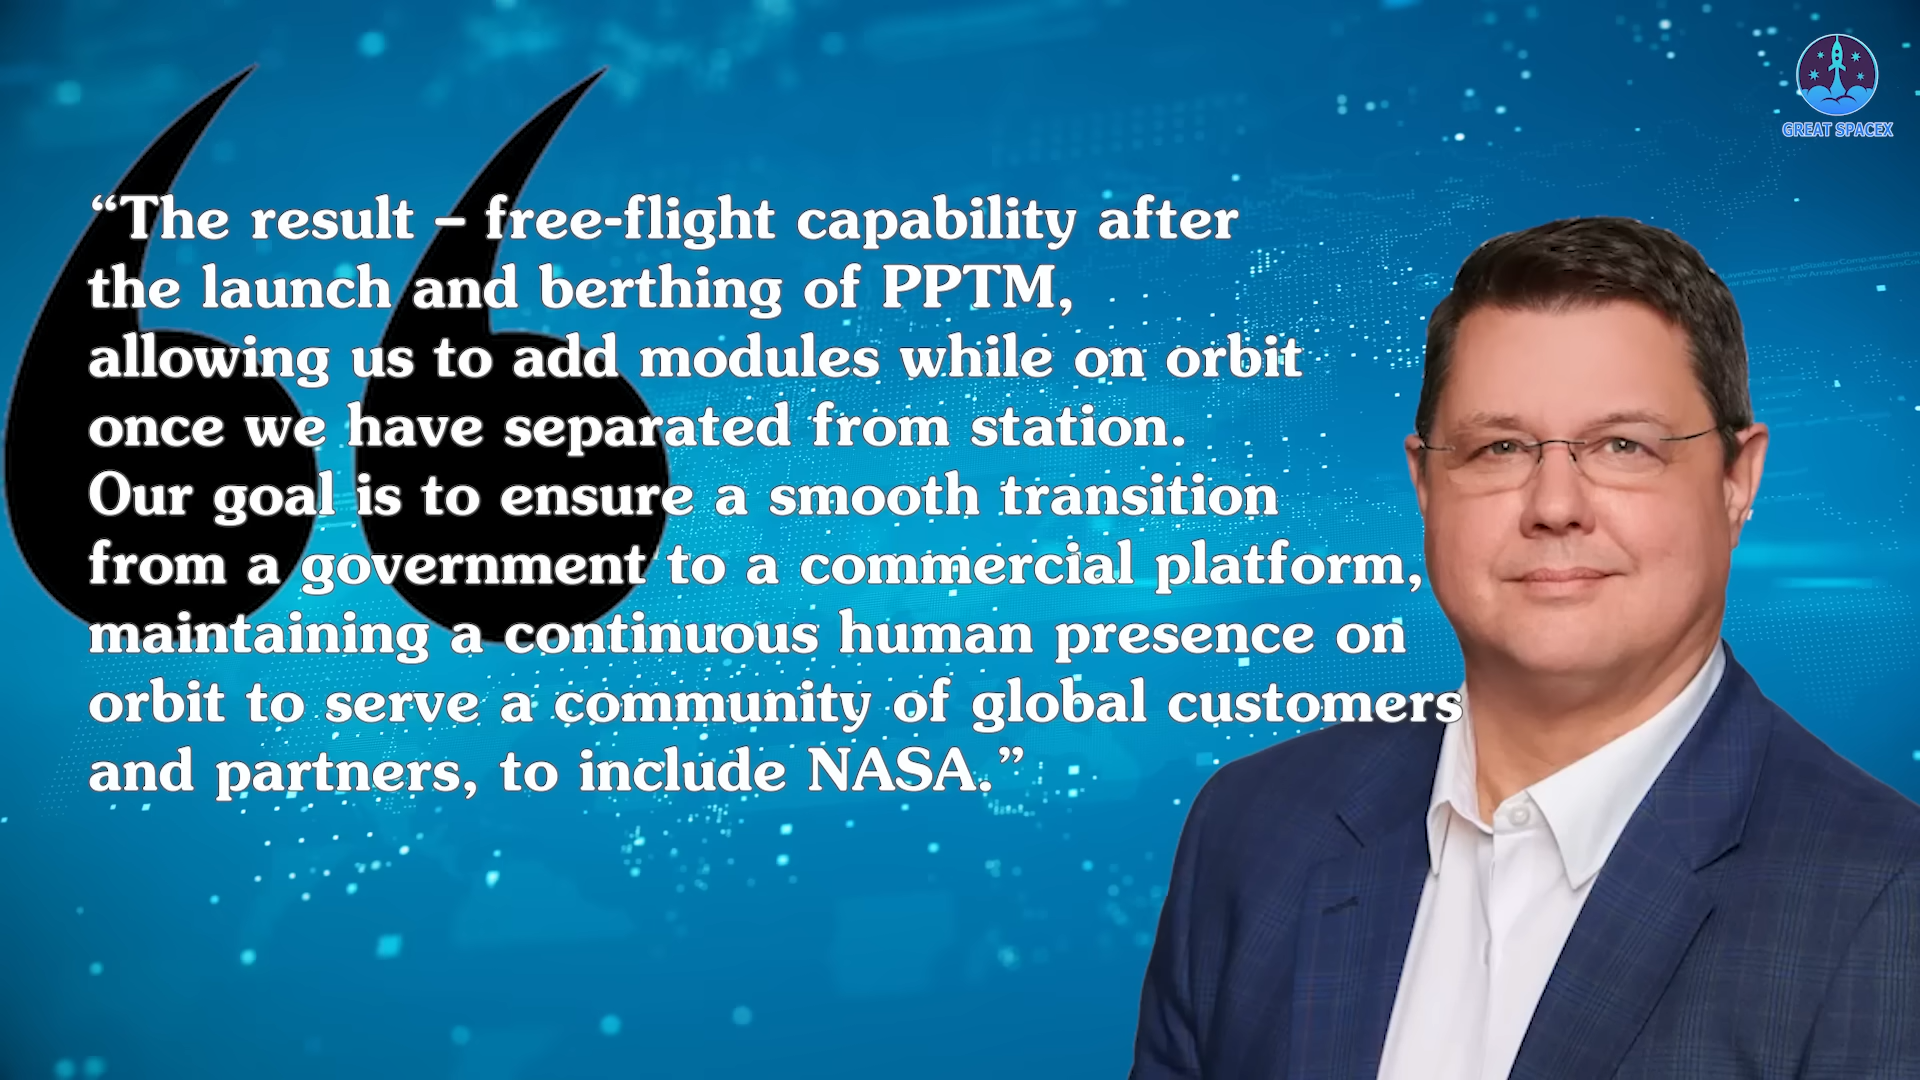 GREAT SPACEX
“The result – free-flight capability after
the launch and berthing of PPTM,
allowing us to add modules while on orbit
once we have separated from station.
Our goal is to ensure a smooth transition
from a government to a commercial platform,
maintaining a continuous human presence on
orbit to serve a community of global customers
and partners, to include NASA.”